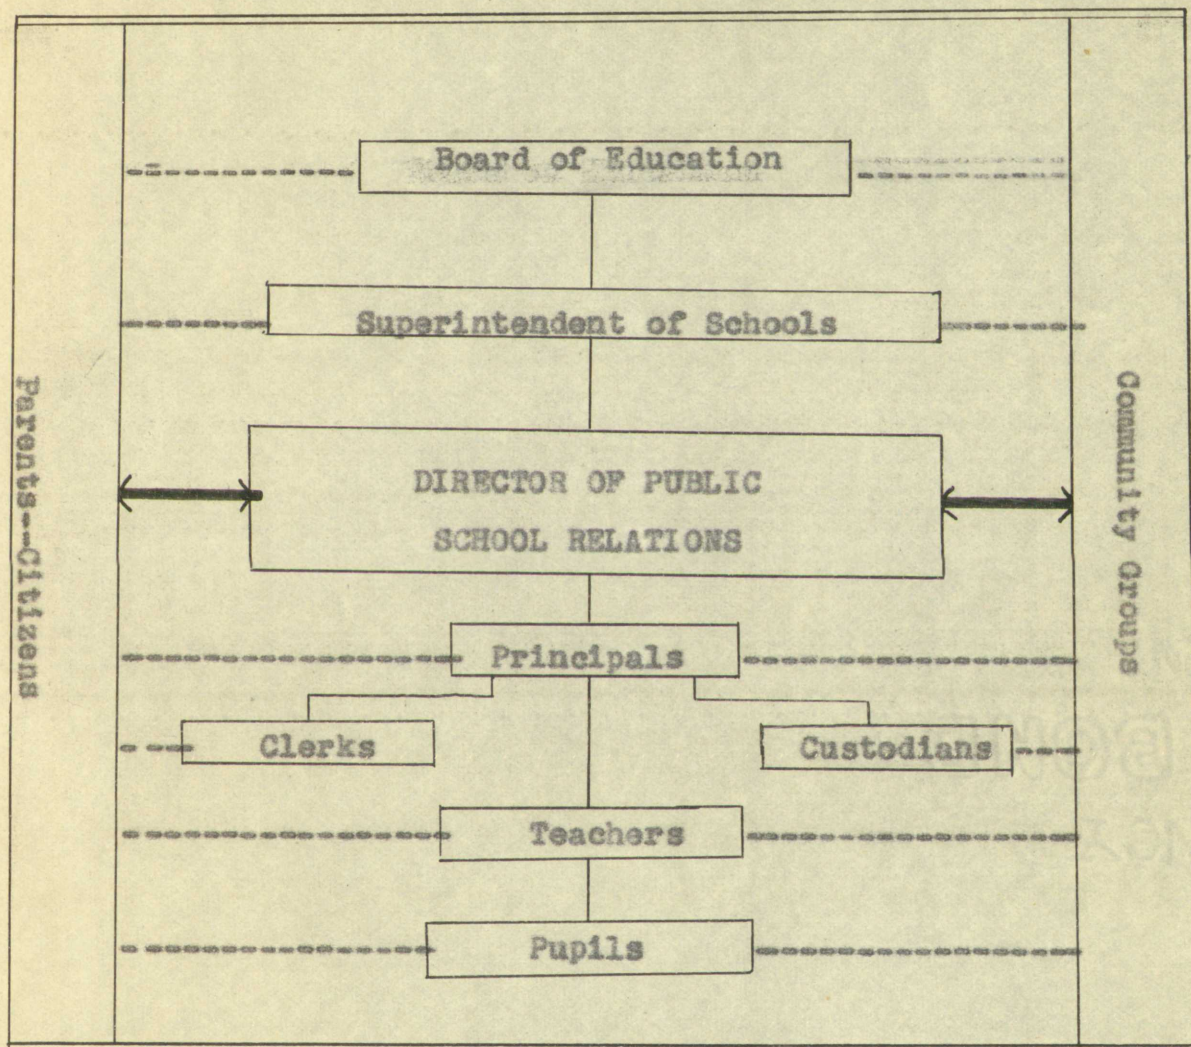 Board of Education
Superintendent of Schools
Parents--Citizens
DIRECTOR OF PUBLIC
SCHOOL RELATIONS
Community Groups
Principals
Clerks
Custodians
Teachers
Pupils